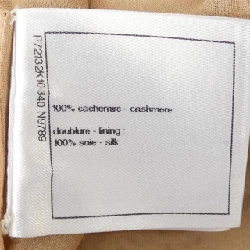 100% cachemire - cashmere
doublure - lining :
100% soie - silk